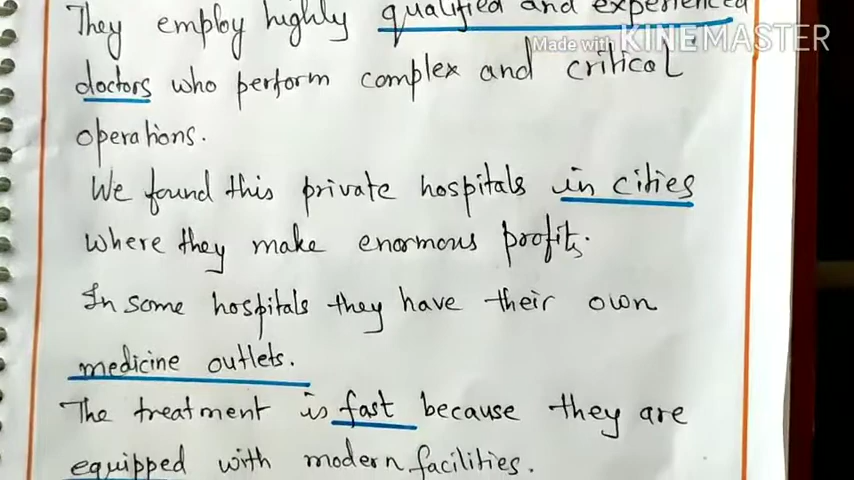 They employ highly qualified and experienced
Made with KINEMASTER
doctors who perform complex and critical
operations.
We found this private hospitals in cities
where they make enormous profits.
In some hospitals they have their own
medicine outlets.
The treatment is fast because they are
equipped with modern facilities.